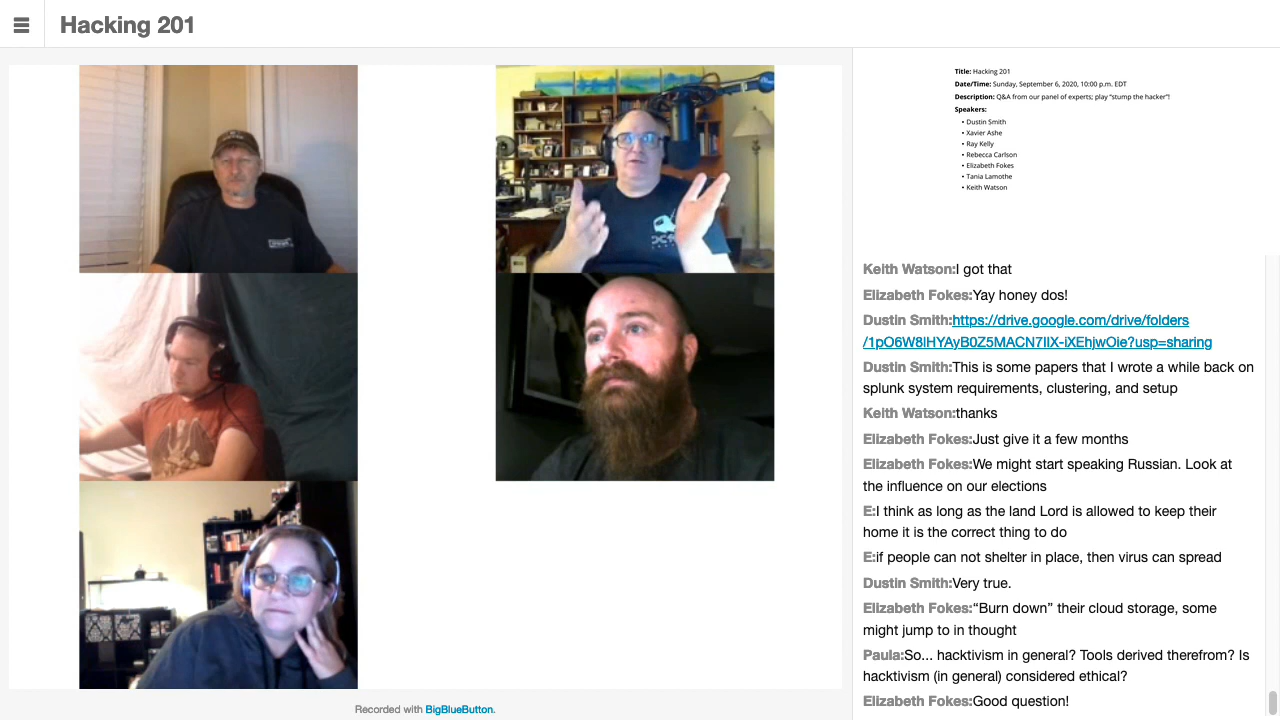 Hacking 201
Title: Hacking 201
Date/Time: Sunday, September 6, 2020, 10:00 p.m. EDT
Description: Q&A from our panel of experts; play "stump the hacker"!
Speakers:
• Dustin Smith
• Xavier Ashe
• Ray Kelly
• Rebecca Carlson
• Elizabeth Fokes
• Tania Lamothe
• Keith Watson
Keith Watson:I got that
Elizabeth Fokes:Yay honey dos!
Dustin Smith:https://drive.google.com/drive/folders
/1pO6W8lHYAyB0Z5MACN7IlX-iXEhjwOie?usp=sharing
Dustin Smith:This is some papers that I wrote a while back on
splunk system requirements, clustering, and setup
Keith Watson:thanks
Elizabeth Fokes:Just give it a few months
Elizabeth Fokes:We might start speaking Russian. Look at
the influence on our elections
E:I think as long as the land Lord is allowed to keep their
home it is the correct thing to do
E:if people can not shelter in place, then virus can spread
Dustin Smith:Very true.
Elizabeth Fokes:“Burn down” their cloud storage, some
might jump to in thought
Paula:So... hacktivism in general? Tools derived therefrom? Is
hacktivism (in general) considered ethical?
Elizabeth Fokes:Good question!
Recorded with BigBlueButton.